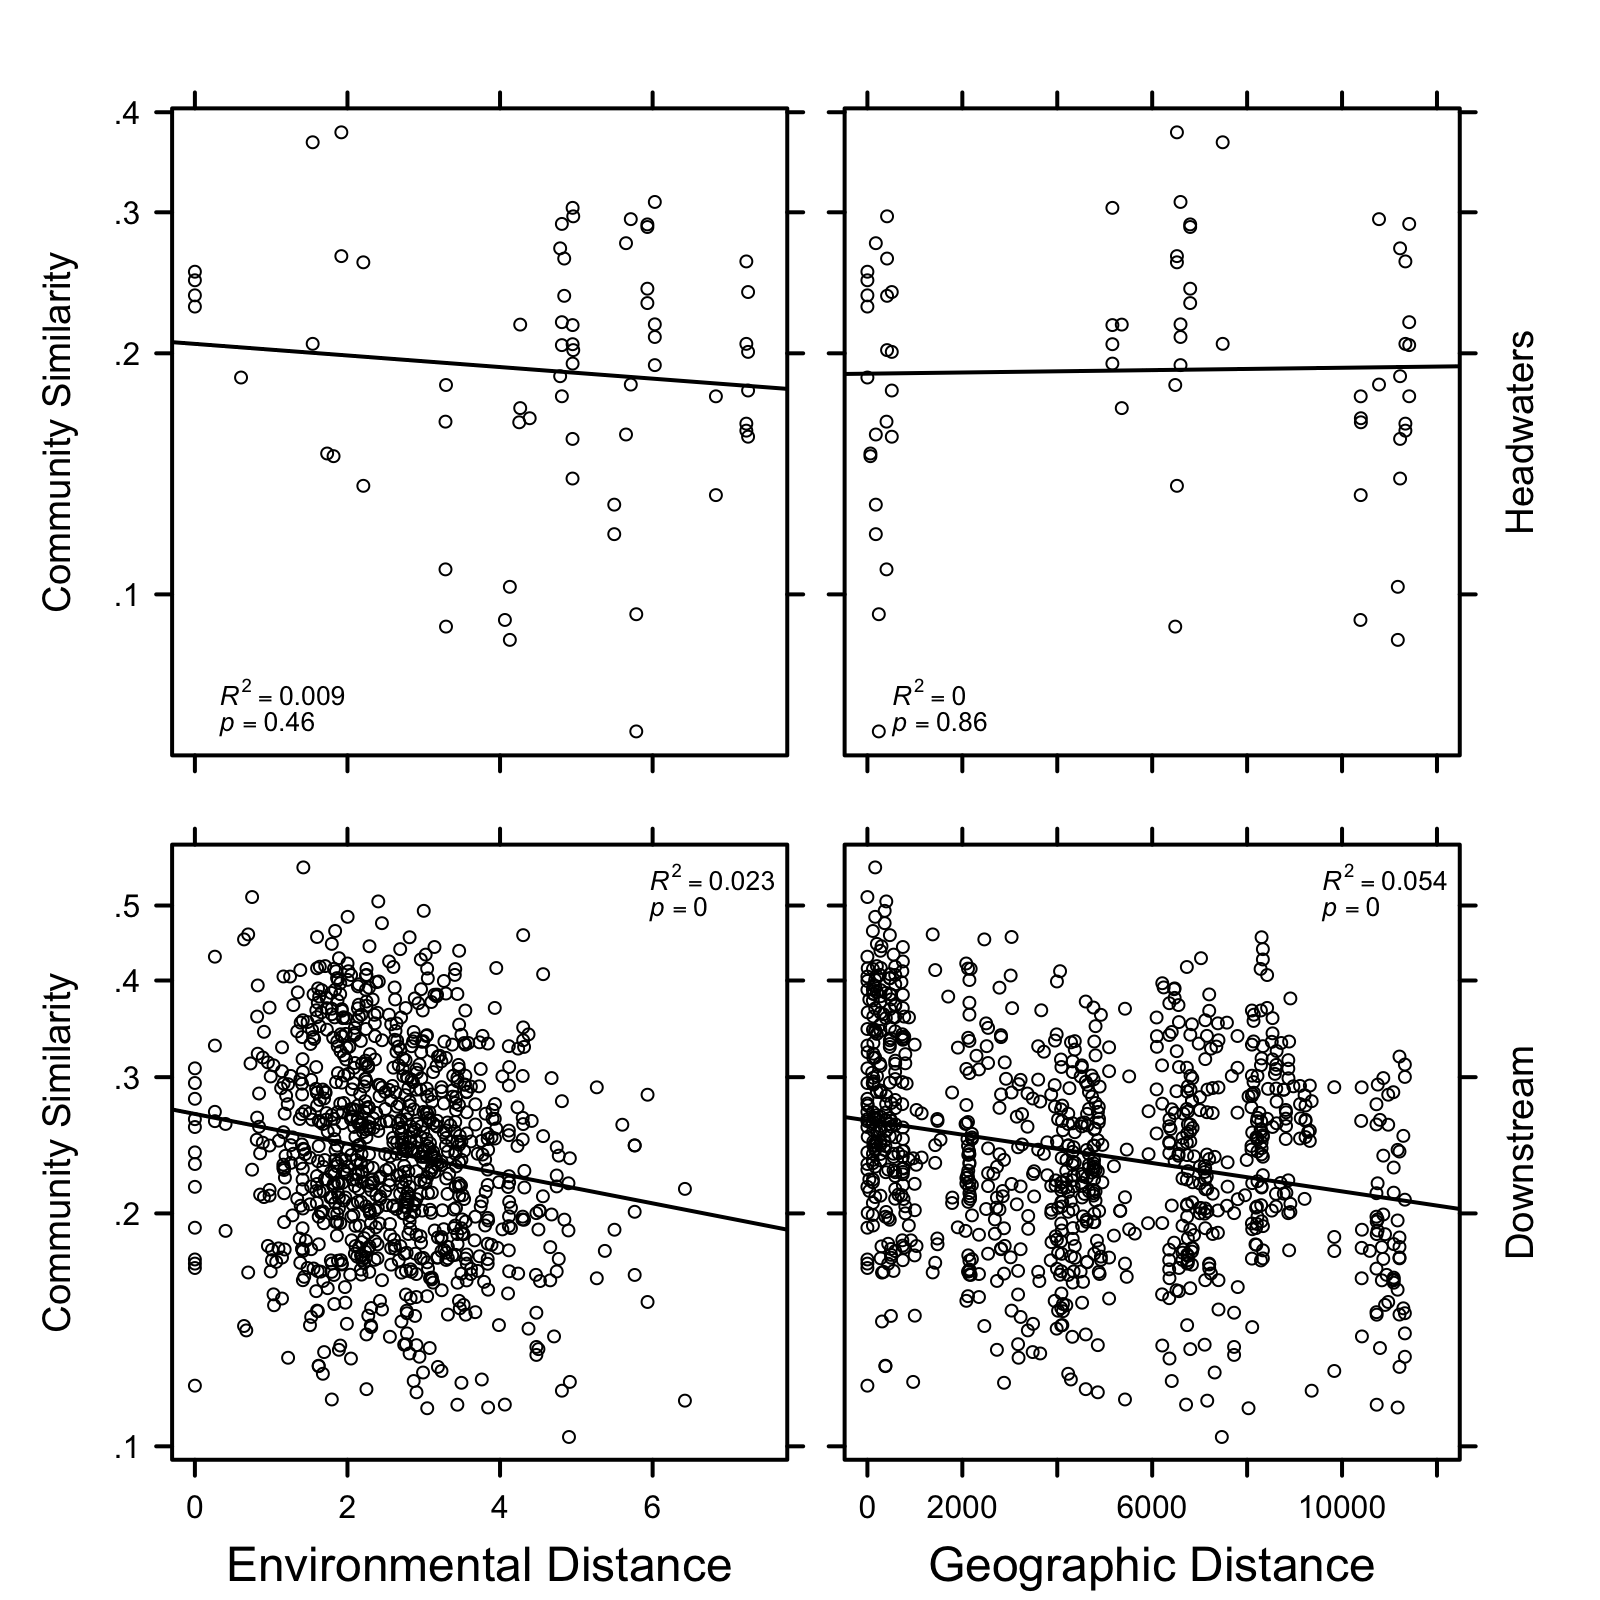 .4
.3
.2
.1
Community Similarity
R² = 0.009
p = 0.46
R² = 0
p = 0.86
Headwaters
.5
.4
.3
.2
.1
Community Similarity
R² = 0.023
p = 0
R² = 0.054
p = 0
Downstream
0 2 4 6
0 2000 6000 10000
Environmental Distance
Geographic Distance